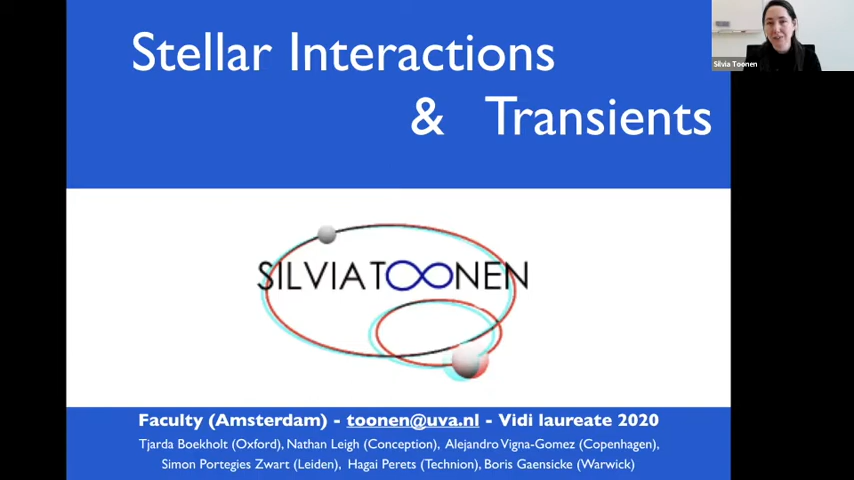 Stellar Interactions
& Transients
Silvia Toonen
SILVIATOONEN
Faculty (Amsterdam) - toonen@uva.nl - Vidi laureate 2020
Tjarda Boekholt (Oxford), Nathan Leigh (Conception), Alejandro Vigna-Gomez (Copenhagen),
Simon Portegies Zwart (Leiden), Hagai Perets (Technion), Boris Gaensicke (Warwick)